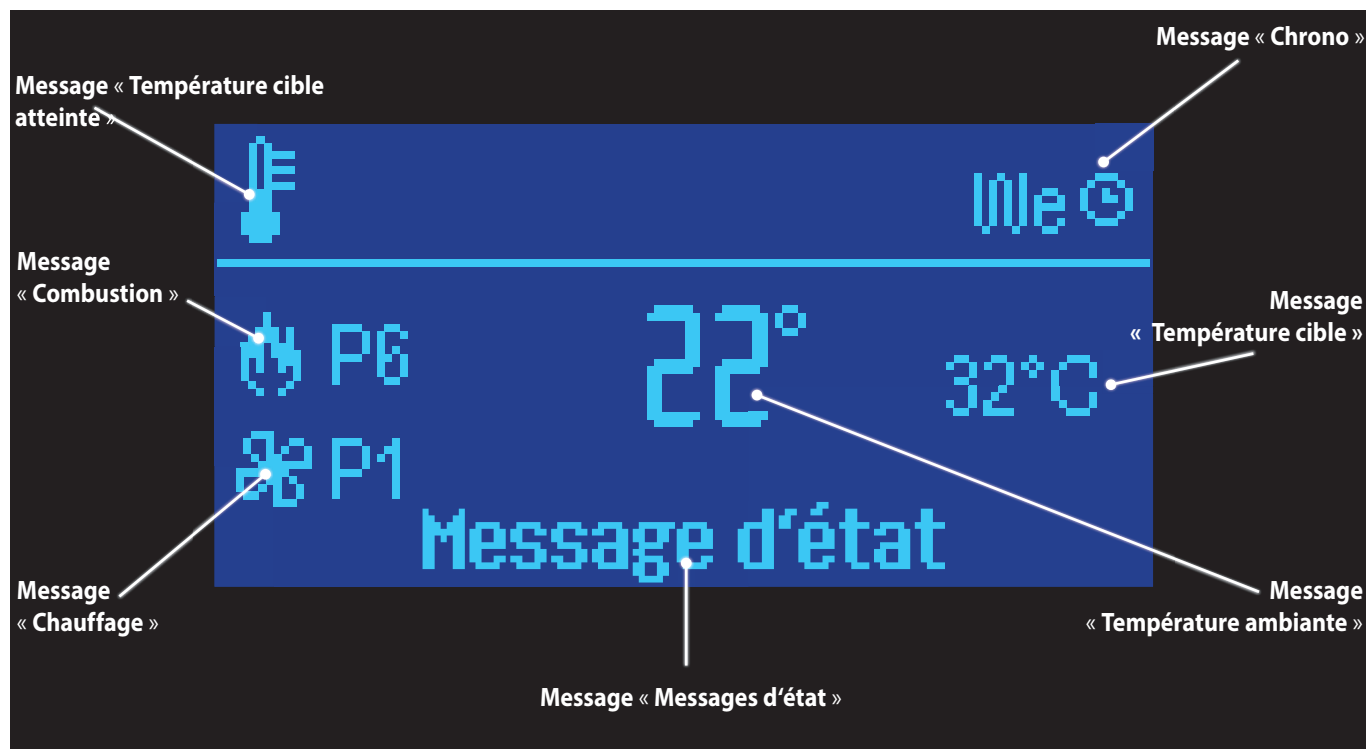 Message « Chrono »
Message « Température cible
atteinte »
We
Message
« Combustion »
P6
22°
32°C
Message
« Température cible »
P1
Message d‘état
Message
« Chauffage »
Message
« Température ambiante »
Message « Messages d‘état »